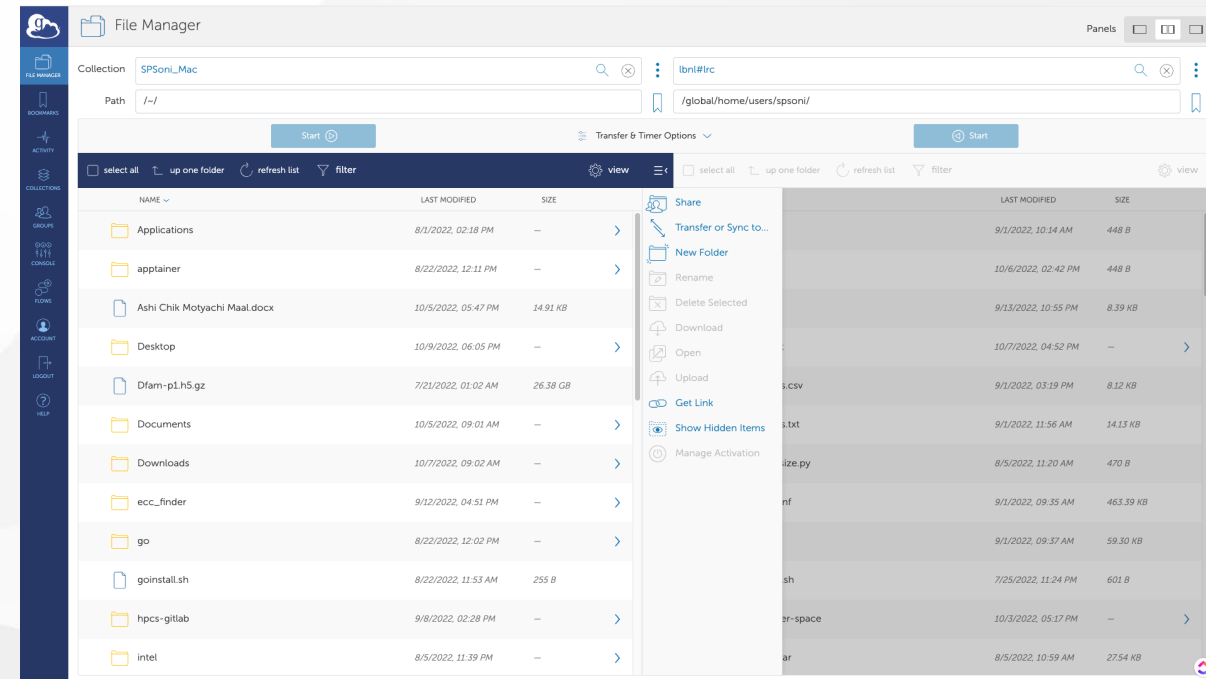 File Manager
Panels
FILE MANAGER
BOOKMARKS
ACTIVITY
COLLECTIONS
GROUPS
CONSOLE
FLOWS
ACCOUNT
LOGOUT
HELP
Collection SPSoni_Mac
lbnl#lrc
Path /~/
/global/home/users/spsoni/
Start
Transfer & Timer Options
Start
select all up one folder refresh list filter view
select all up one folder refresh list filter view
NAME LAST MODIFIED SIZE
Applications 8/1/2022, 02:18 PM —
apptainer 8/22/2022, 12:11 PM —
Ashi Chik Motyachi Maal.docx 10/5/2022, 05:47 PM 14.91 KB
Desktop 10/9/2022, 06:05 PM —
Dfam-p1.h5.gz 7/21/2022, 01:02 AM 26.38 GB
Documents 10/5/2022, 09:01 AM —
Downloads 10/7/2022, 09:02 AM —
ecc_finder 9/12/2022, 04:51 PM —
go 8/22/2022, 12:02 PM —
goinstall.sh 8/22/2022, 11:53 AM 255 B
hpcs-gitlab 9/8/2022, 02:28 PM —
intel 8/5/2022, 11:39 PM —
Share
Transfer or Sync to...
New Folder
Rename
Delete Selected
Download
Open
Upload
Get Link
Show Hidden Items
Manage Activation
LAST MODIFIED SIZE
9/1/2022, 10:14 AM 448 B
10/6/2022, 02:42 PM 448 B
9/13/2022, 10:55 PM 8.39 KB
10/7/2022, 04:52 PM —
s.csv 9/1/2022, 03:19 PM 8.12 KB
s.txt 9/1/2022, 11:56 AM 14.13 KB
size.py 8/5/2022, 11:20 AM 470 B
nf 9/1/2022, 09:35 AM 463.39 KB
9/1/2022, 09:37 AM 59.30 KB
.sh 7/25/2022, 11:24 PM 601 B
er-space 10/3/2022, 05:17 PM —
ar 8/5/2022, 10:59 AM 27.54 KB